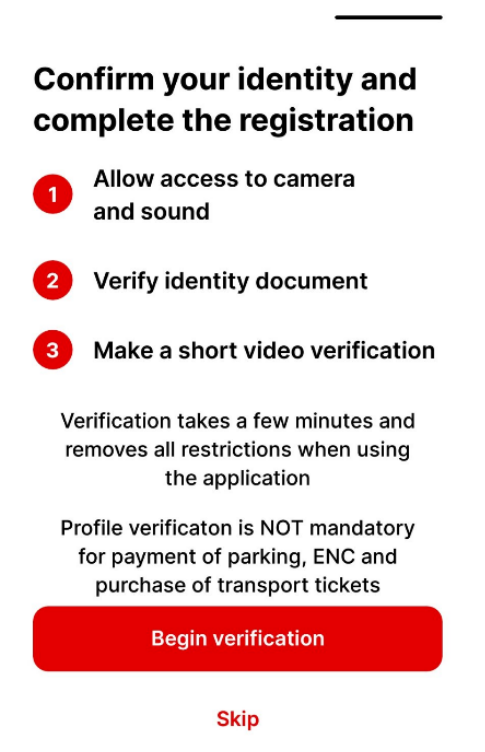 Confirm your identity and
complete the registration
1
Allow access to camera
and sound
2
Verify identity document
3
Make a short video verification
Verification takes a few minutes and
removes all restrictions when using
the application
Profile verificaton is NOT mandatory
for payment of parking, ENC and
purchase of transport tickets
Begin verification
Skip